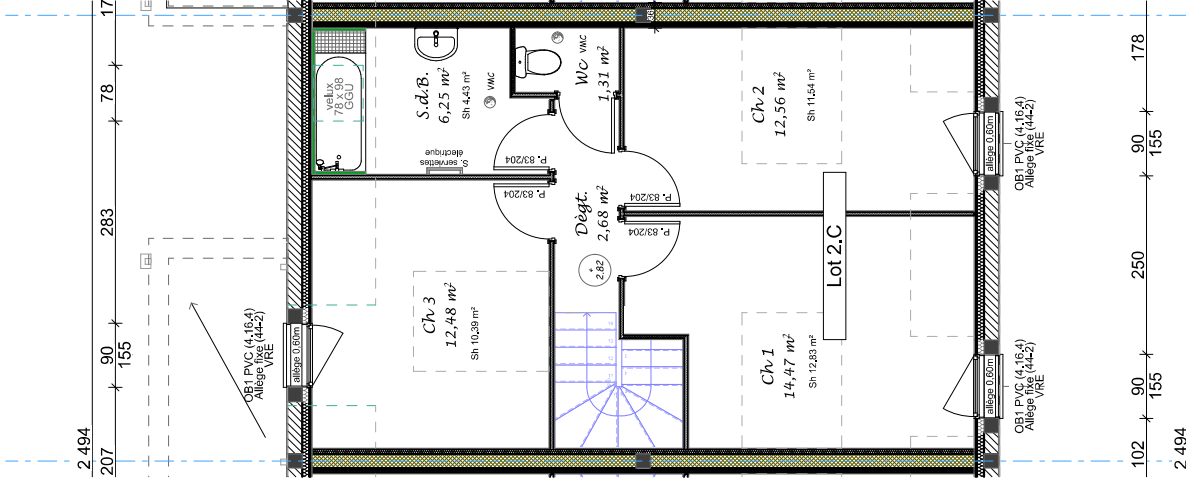 17
78
283
90
155
207
2 494
velux
78 x 98
GGU
S.d.B.
6,25 m²
Sh 4,43 m²
VMC
S. serviettes
électrique
Wc
VMC
1,31 m²
Ch 2
12,56 m²
Sh 11,54 m²
P. 83/204
P. 83/204
P. 83/204
P. 83/204
Dègt.
2,68 m²
2.82
Lot 2.C
Ch 3
12,48 m²
Sh 10,39 m²
Ch 1
14,47 m²
Sh 12,83 m²
OB1 PVC (4.16.4)
Allège fixe (44-2)
VRE
allège 0,60m
allège 0,60m
OB1 PVC (4.16.4)
Allège fixe (44-2)
VRE
allège 0,60m
OB1 PVC (4.16.4)
Allège fixe (44-2)
VRE
178
90
155
250
90
155
102
2 494